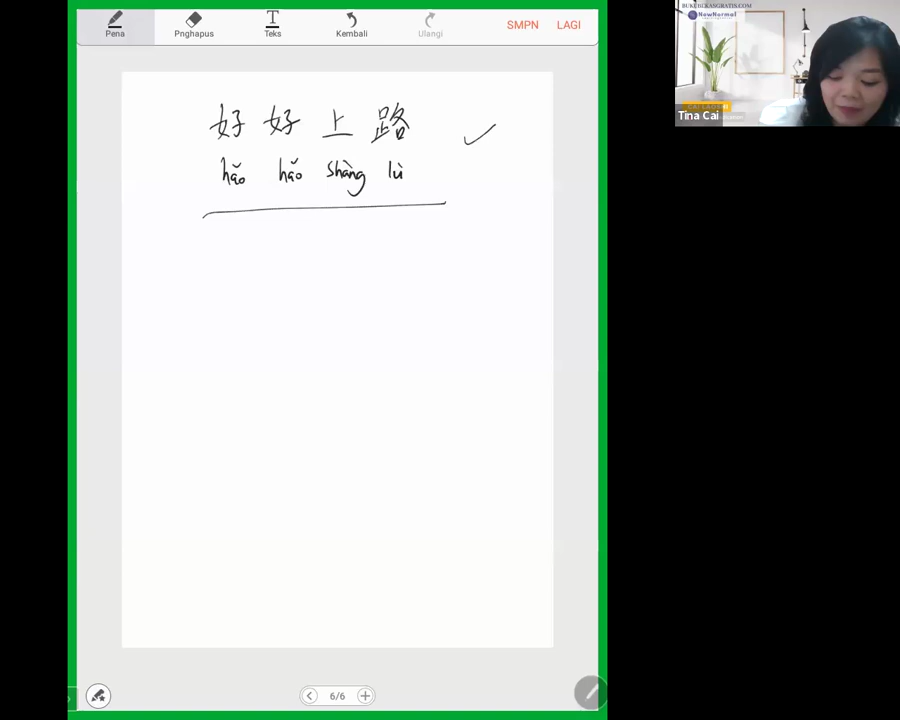 Pena Pnghapus Teks Kembali Ulangi SMPN LAGI
好好上路
hǎo hǎo shàng lù
6/6
NewNormal
Tina Cai